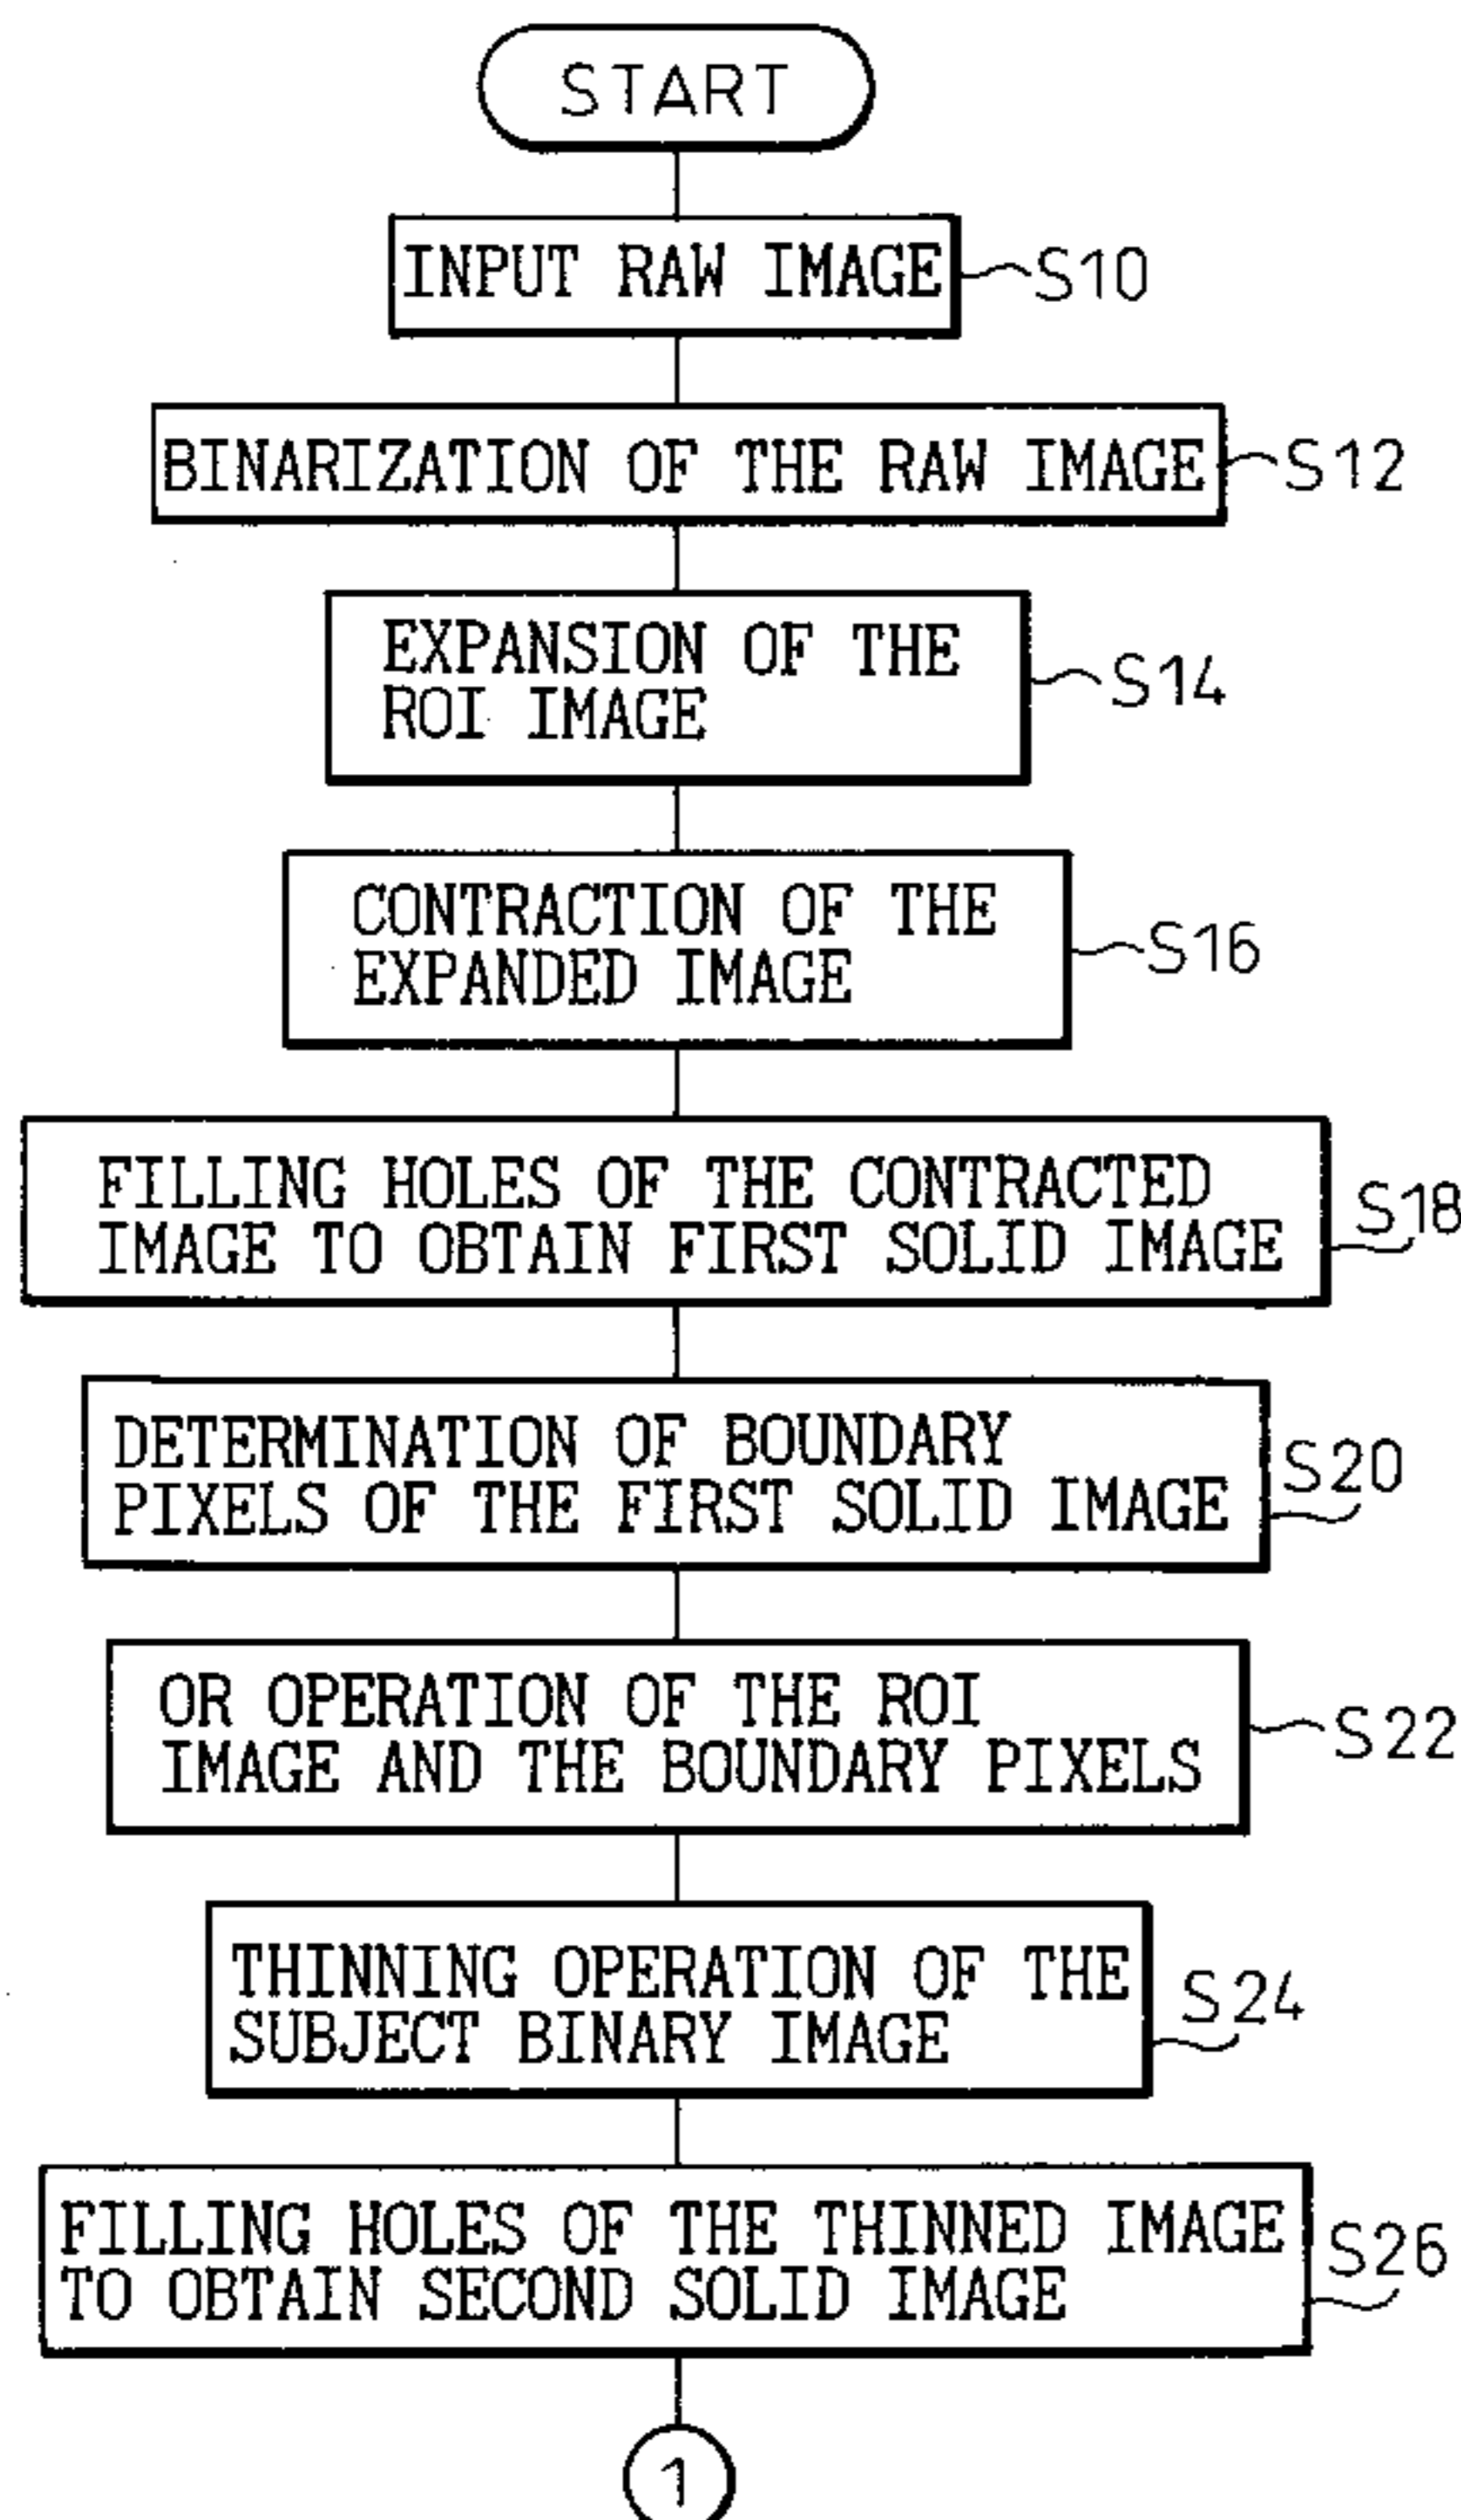 START
INPUT RAW IMAGE
S10
BINARIZATION OF THE RAW IMAGE
S12
EXPANSION OF THE
ROI IMAGE
S14
CONTRACTION OF THE
EXPANDED IMAGE
S16
FILLING HOLES OF THE CONTRACTED
IMAGE TO OBTAIN FIRST SOLID IMAGE
S18
DETERMINATION OF BOUNDARY
PIXELS OF THE FIRST SOLID IMAGE
S20
OR OPERATION OF THE ROI
IMAGE AND THE BOUNDARY PIXELS
S22
THINNING OPERATION OF THE
SUBJECT BINARY IMAGE
S24
FILLING HOLES OF THE THINNED IMAGE
TO OBTAIN SECOND SOLID IMAGE
S26
1